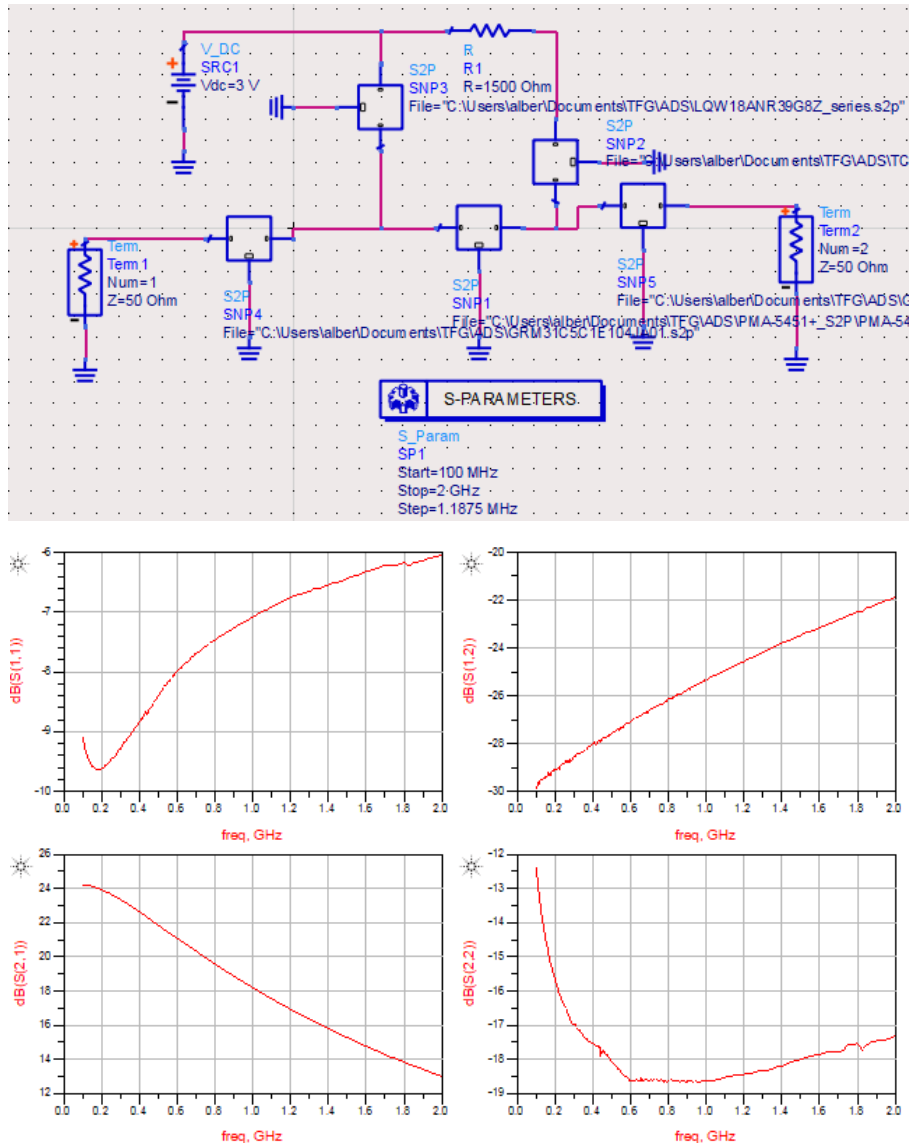 V_DC
SRC1
Vdc=3 V
R
R1
R=1500 Ohm
S2P
SNP3
File="C:\Users\alber\Documents\TFG\ADS\LQW18ANR39G8Z_series.s2p"
S2P
SNP2
File="C:\Users\alber\Documents\TFG\ADS\TC
Term
Term1
Num=1
Z=50 Ohm
S2P
SNP4
File="C:\Users\alber\Documents\TFG\ADS\GRM31C5C1E104JA01.s2p"
S2P
SNP1
File="C:\Users\alber\Documents\TFG\ADS\PMA-5451+_S2P\PMA-54
S2P
SNP5
File="C:\Users\alber\Documents\TFG\ADS\G
Term
Term2
Num=2
Z=50 Ohm
S-PARAMETERS
S_Param
SP1
Start=100 MHz
Stop=2 GHz
Step=1.1875 MHz
dB(S(1,1))
-6
-7
-8
-9
-10
0.0 0.2 0.4 0.6 0.8 1.0 1.2 1.4 1.6 1.8 2.0
freq, GHz
dB(S(1,2))
-20
-22
-24
-26
-28
-30
0.0 0.2 0.4 0.6 0.8 1.0 1.2 1.4 1.6 1.8 2.0
freq, GHz
dB(S(2,1))
26
24
22
20
18
16
14
12
0.0 0.2 0.4 0.6 0.8 1.0 1.2 1.4 1.6 1.8 2.0
freq, GHz
dB(S(2,2))
-12
-13
-14
-15
-16
-17
-18
-19
0.0 0.2 0.4 0.6 0.8 1.0 1.2 1.4 1.6 1.8 2.0
freq, GHz